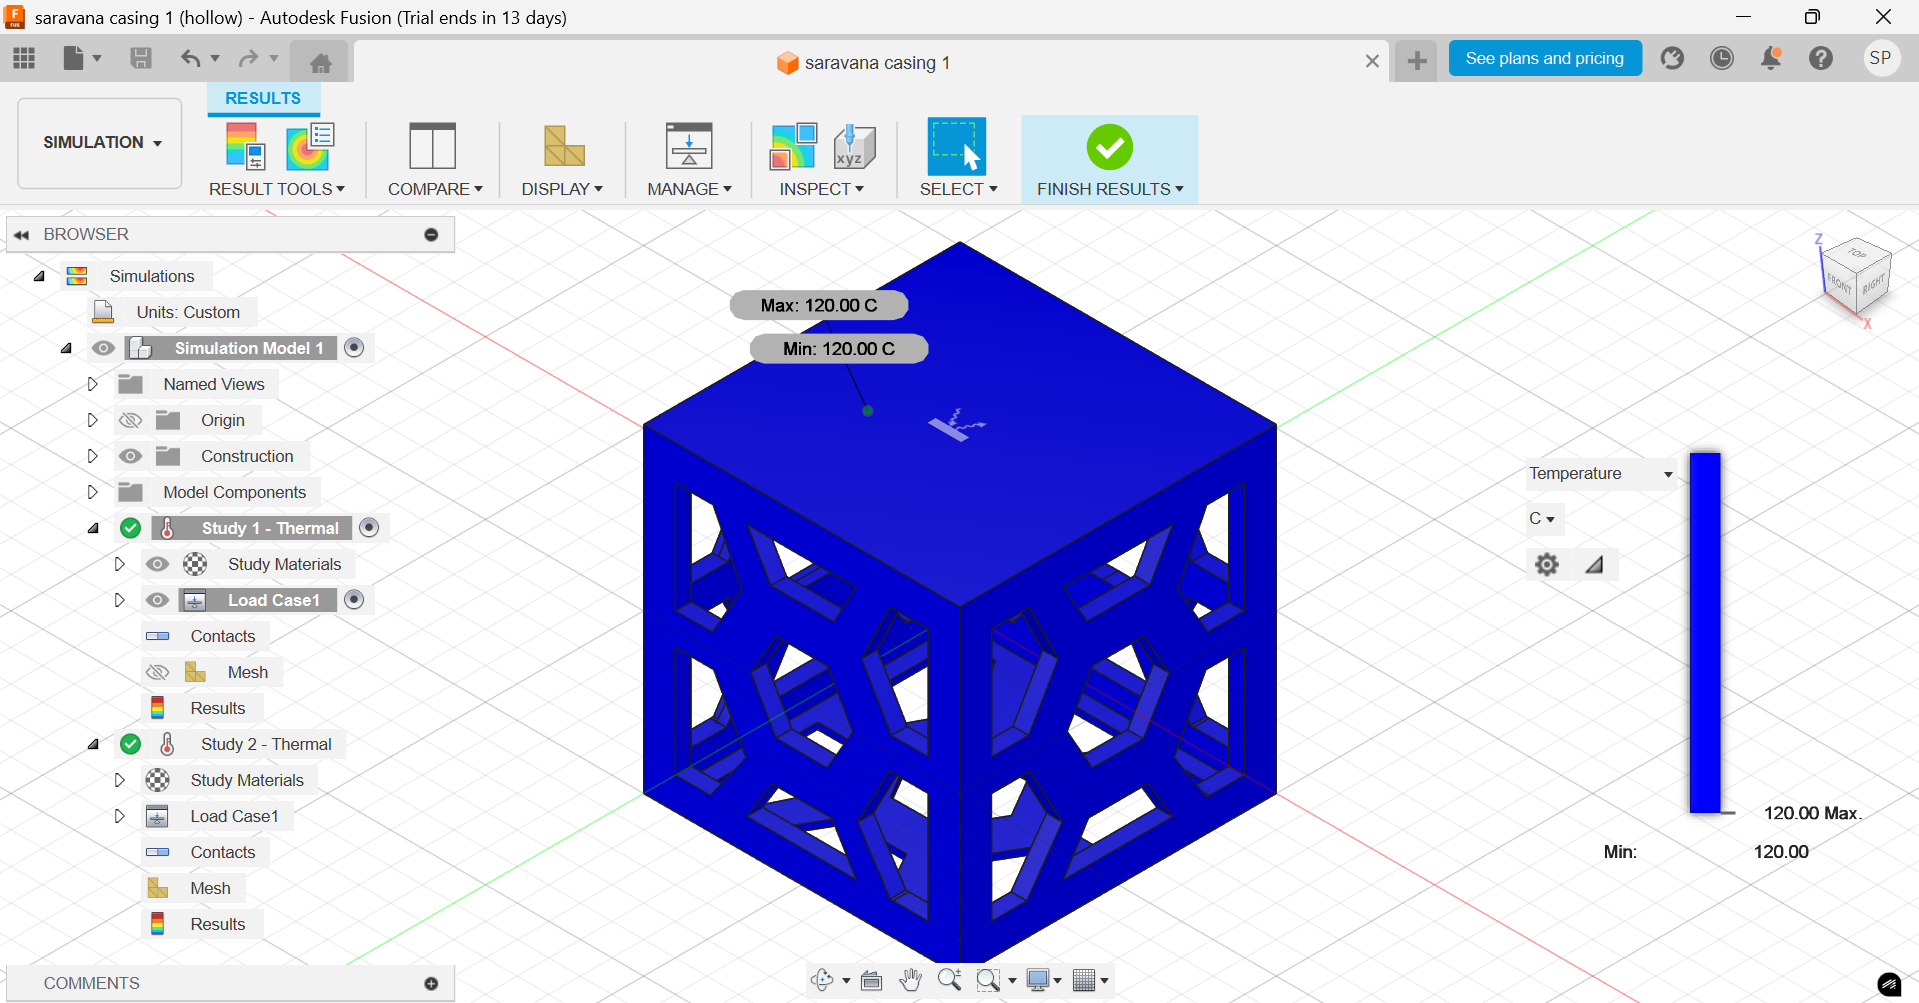 saravana casing 1 (hollow) - Autodesk Fusion (Trial ends in 13 days)
saravana casing 1
See plans and pricing
SP
SIMULATION
RESULTS
RESULT TOOLS
COMPARE
DISPLAY
MANAGE
INSPECT
SELECT
FINISH RESULTS
xyz
BROWSER
Simulations
Units: Custom
Simulation Model 1
Named Views
Origin
Construction
Model Components
Study 1 - Thermal
Study Materials
Load Case1
Contacts
Mesh
Results
Study 2 - Thermal
Study Materials
Load Case1
Contacts
Mesh
Results
COMMENTS
Max: 120.00 C
Min: 120.00 C
Z
TOP
FRONT
RIGHT
X
Temperature
C
120.00 Max.
Min: 120.00